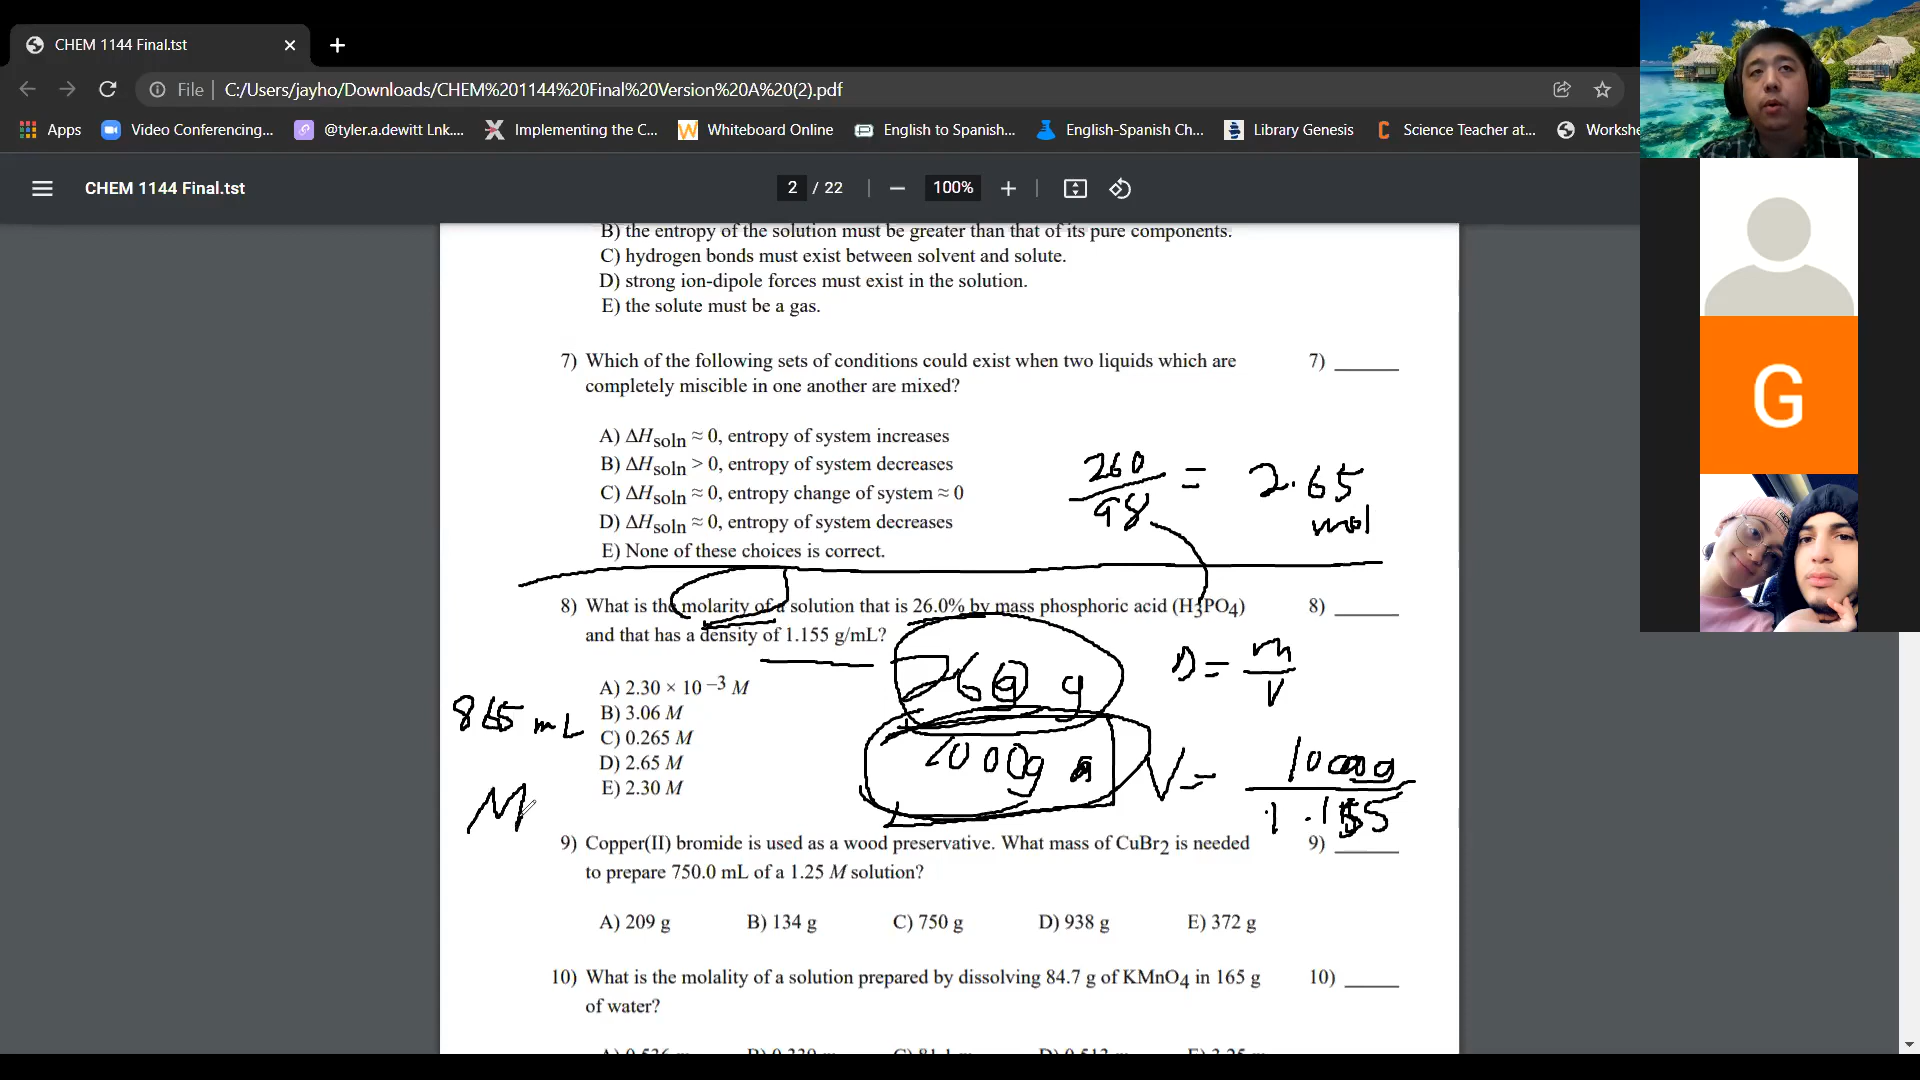 CHEM 1144 Final.tst
File | C:/Users/jayho/Downloads/CHEM%201144%20Final%20Version%20A%20(2).pdf
Apps Video Conferencing... @tyler.a.dewitt Lnk.... Implementing the C... Whiteboard Online English to Spanish... English-Spanish Ch... Library Genesis Science Teacher at... Workshe
CHEM 1144 Final.tst 2 / 22 100%
B) the entropy of the solution must be greater than that of its pure components.
C) hydrogen bonds must exist between solvent and solute.
D) strong ion-dipole forces must exist in the solution.
E) the solute must be a gas.
7) Which of the following sets of conditions could exist when two liquids which are 7)
completely miscible in one another are mixed?
A) ΔHsoln ≈ 0, entropy of system increases
B) ΔHsoln > 0, entropy of system decreases
C) ΔHsoln ≈ 0, entropy change of system ≈ 0
D) ΔHsoln ≈ 0, entropy of system decreases
E) None of these choices is correct.
260
98
= 2.65
mol
8) What is the molarity of a solution that is 26.0% by mass phosphoric acid (H3PO4) 8)
and that has a density of 1.155 g/mL?
260 g
D = m
V
A) 2.30 × 10 −3 M
B) 3.06 M
C) 0.265 M
D) 2.65 M
E) 2.30 M
865 mL
M
1000g
V = 1000g
1.155
9) Copper(II) bromide is used as a wood preservative. What mass of CuBr2 is needed 9)
to prepare 750.0 mL of a 1.25 M solution?
A) 209 g B) 134 g C) 750 g D) 938 g E) 372 g
10) What is the molality of a solution prepared by dissolving 84.7 g of KMnO4 in 165 g 10)
of water?
G